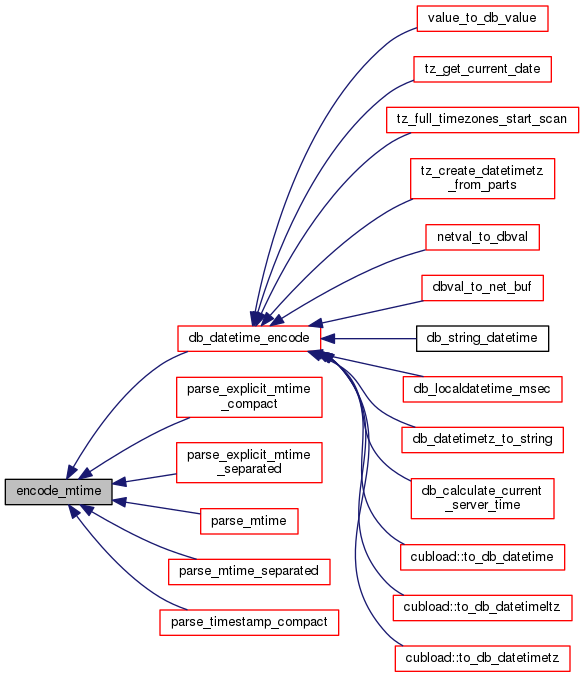 value_to_db_value
tz_get_current_date
tz_full_timezones_start_scan
tz_create_datetimetz
_from_parts
netval_to_dbval
dbval_to_net_buf
db_datetime_encode
db_string_datetime
parse_explicit_mtime
_compact
db_localdatetime_msec
db_datetimetz_to_string
parse_explicit_mtime
_separated
encode_mtime
db_calculate_current
_server_time
parse_mtime
cubload::to_db_datetime
parse_mtime_separated
cubload::to_db_datetimeltz
parse_timestamp_compact
cubload::to_db_datetimetz